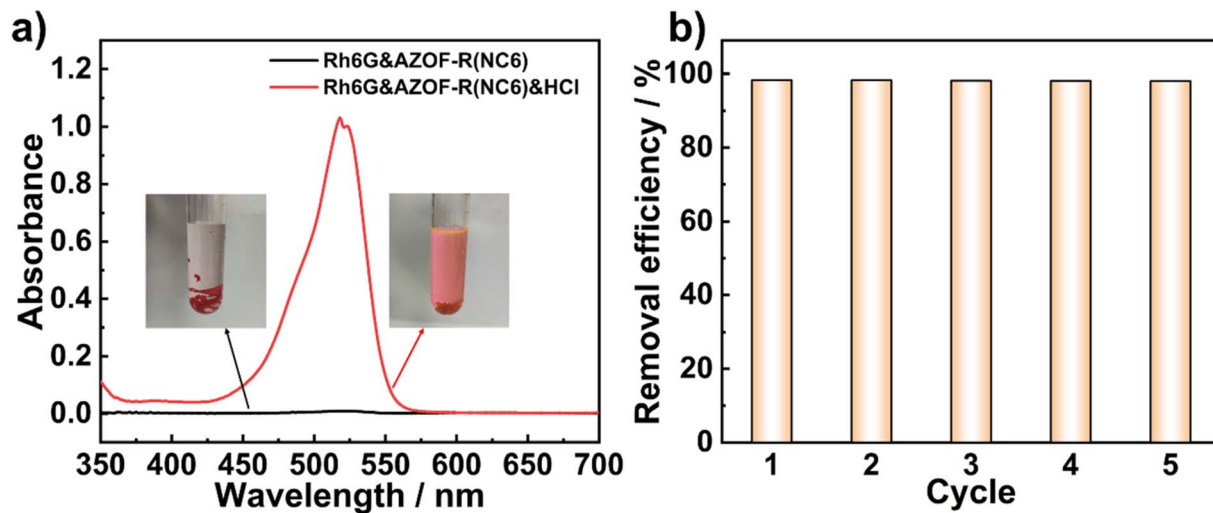 a)
Rh6G&AZOF-R(NC6)
Rh6G&AZOF-R(NC6)&HCl
Absorbance
1.2
1.0
0.8
0.6
0.4
0.2
0.0
350 400 450 500 550 600 650 700
Wavelength / nm
b)
Removal efficiency / %
100
80
60
40
20
0
1 2 3 4 5
Cycle